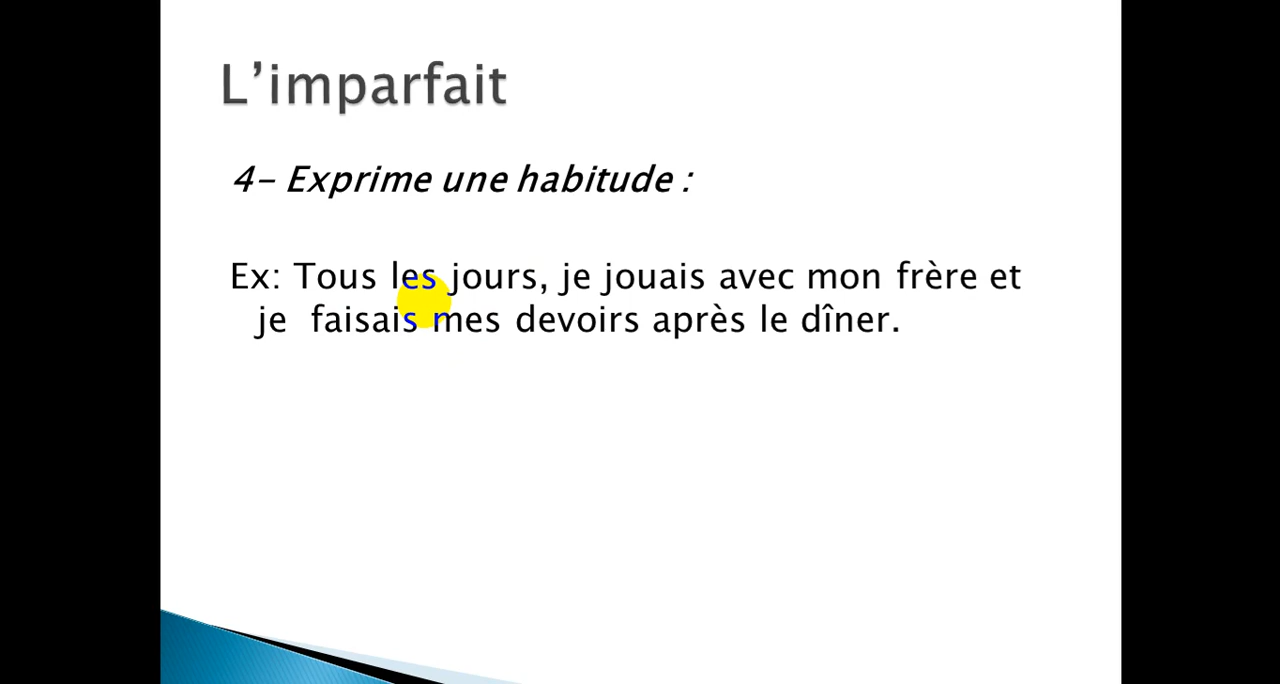 L’imparfait
4- Exprime une habitude :
Ex: Tous les jours, je jouais avec mon frère et
je faisais mes devoirs après le dîner.